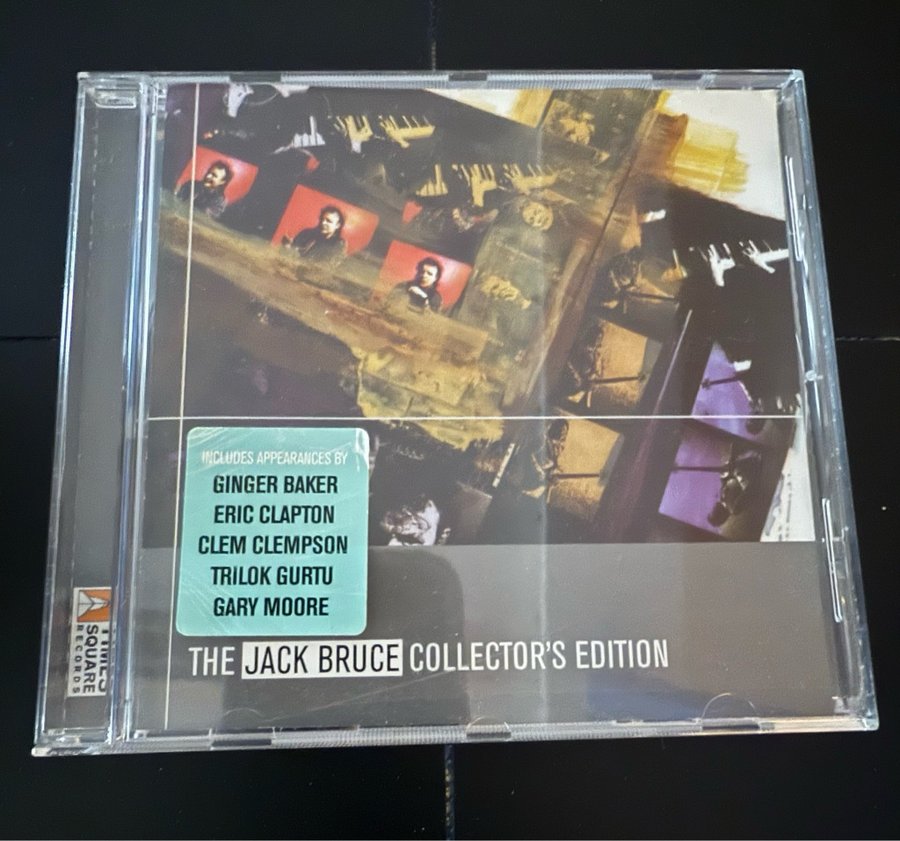 INCLUDES APPEARANCES BY
GINGER BAKER
ERIC CLAPTON
CLEM CLEMPSON
TRILOK GURTU
GARY MOORE
THE JACK BRUCE COLLECTOR'S EDITION
TIMES
SQUARE
RECORDS